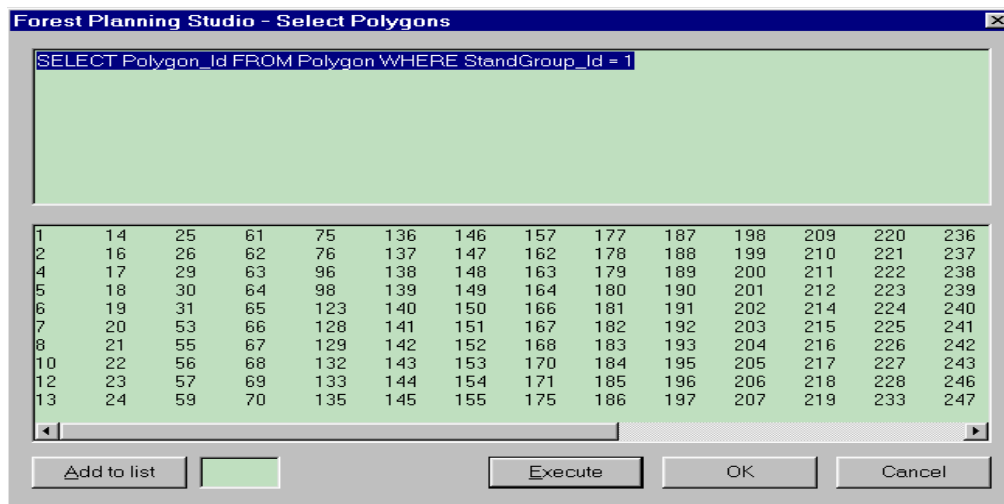 Forest Planning Studio - Select Polygons
SELECT Polygon_Id FROM Polygon WHERE StandGroup_Id = 1
1 14 25 61 75 136 146 157 177 187 198 209 220 236
2 16 26 62 76 137 147 162 178 188 199 210 221 237
4 17 29 63 96 138 148 163 179 189 200 211 222 238
5 18 30 64 98 139 149 164 180 190 201 212 223 239
6 19 31 65 123 140 150 166 181 191 202 214 224 240
7 20 53 66 128 141 151 167 182 192 203 215 225 241
8 21 55 67 129 142 152 168 183 193 204 216 226 242
10 22 56 68 132 143 153 170 184 195 205 217 227 243
12 23 57 69 133 144 154 171 185 196 206 218 228 246
13 24 59 70 135 145 155 175 186 197 207 219 233 247
Add to list Execute OK Cancel